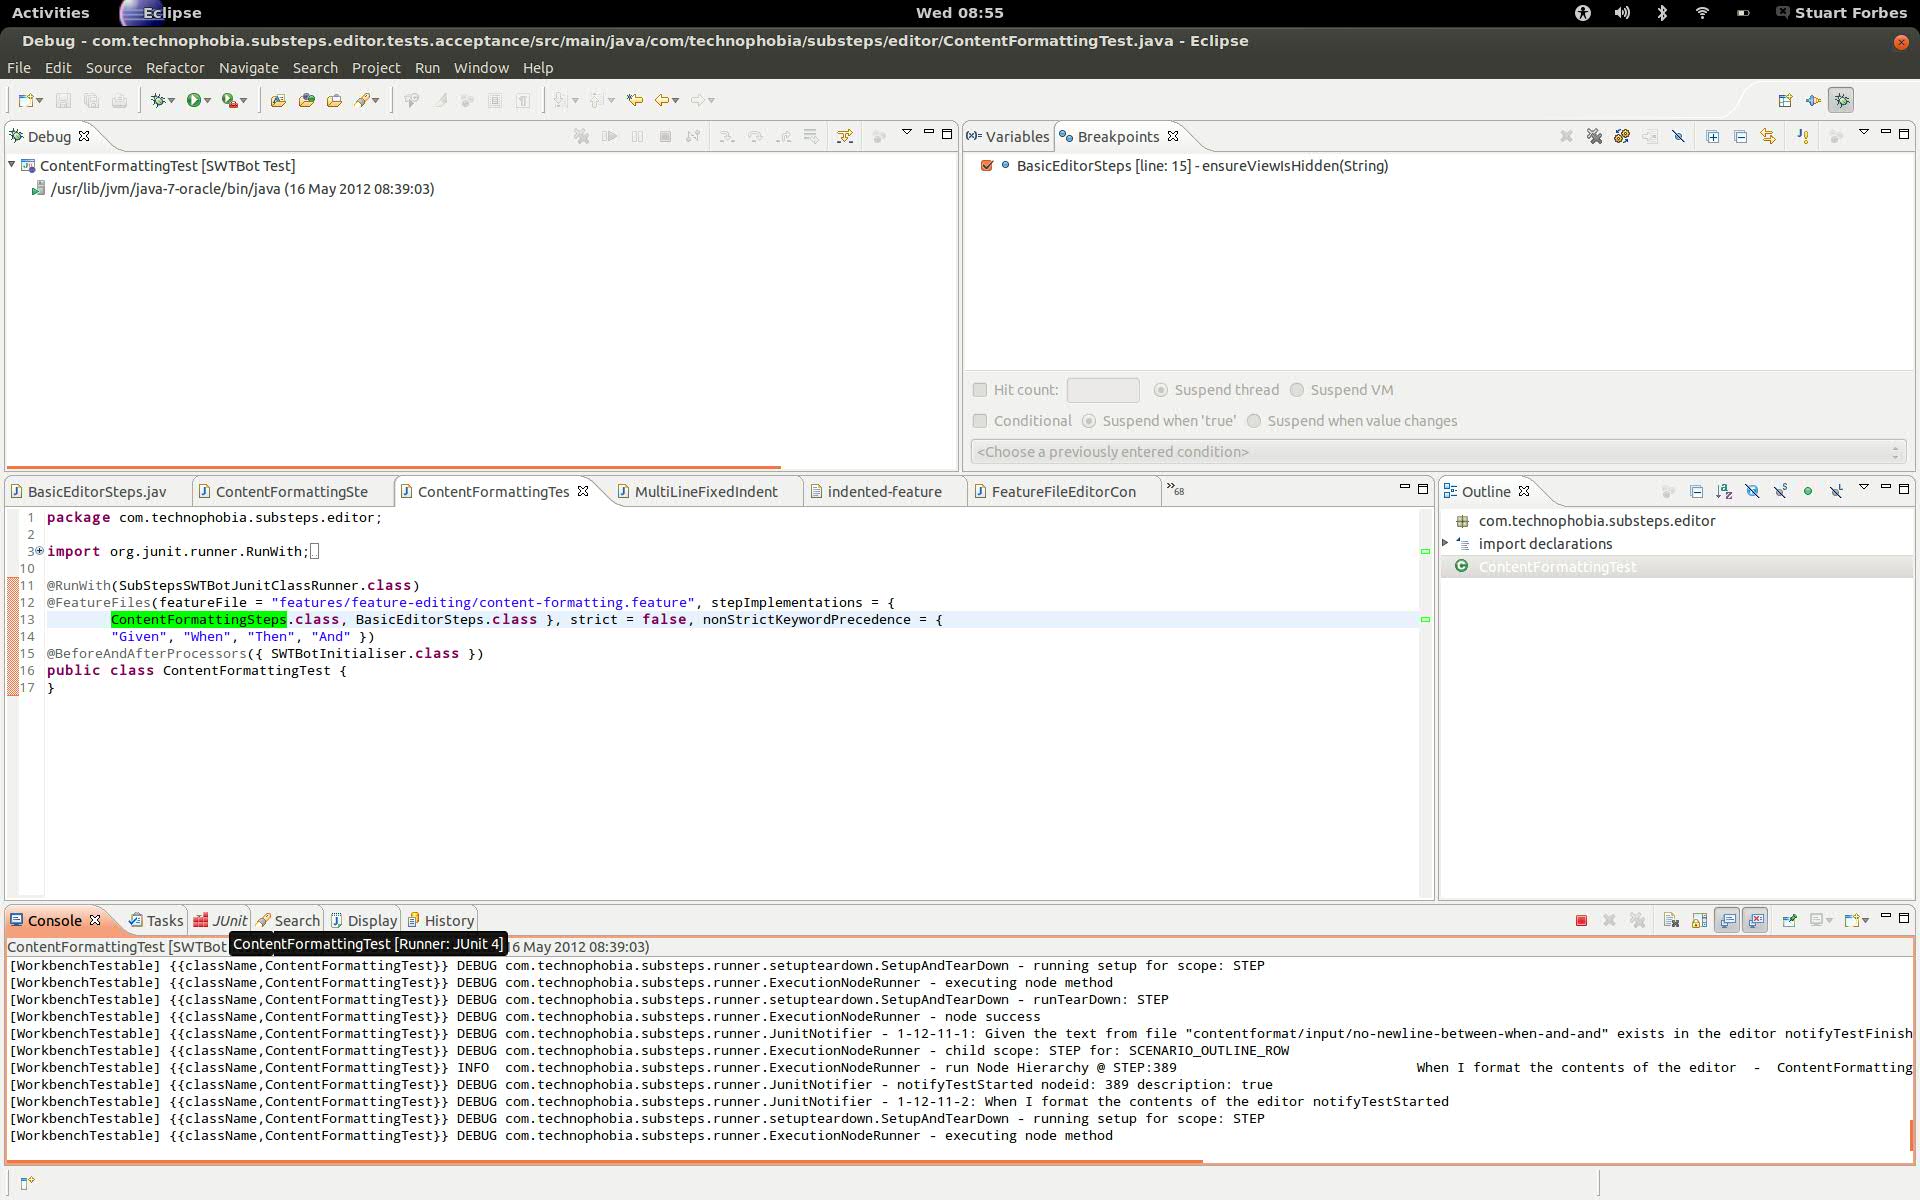 Activities Eclipse Wed 08:55 Stuart Forbes
Debug - com.technophobia.substeps.editor.tests.acceptance/src/main/java/com/technophobia/substeps/editor/ContentFormattingTest.java - Eclipse
File Edit Source Refactor Navigate Search Project Run Window Help
Debug
ContentFormattingTest [SWTBot Test]
/usr/lib/jvm/java-7-oracle/bin/java (16 May 2012 08:39:03)
(x)= Variables Breakpoints
BasicEditorSteps [line: 15] - ensureViewIsHidden(String)
Hit count: Suspend thread Suspend VM
Conditional Suspend when 'true' Suspend when value changes
<Choose a previously entered condition>
BasicEditorSteps.jav ContentFormattingSte ContentFormattingTes MultiLineFixedIndent indented-feature FeatureFileEditorCon »68
1 package com.technophobia.substeps.editor;
2
3 import org.junit.runner.RunWith;
10
11 @RunWith(SubStepsSWTBotJunitClassRunner.class)
12 @FeatureFiles(featureFile = "features/feature-editing/content-formatting.feature", stepImplementations = {
13 ContentFormattingSteps.class, BasicEditorSteps.class }, strict = false, nonStrictKeywordPrecedence = {
14 "Given", "When", "Then", "And" })
15 @BeforeAndAfterProcessors({ SWTBotInitialiser.class })
16 public class ContentFormattingTest {
17 }
Outline
com.technophobia.substeps.editor
import declarations
ContentFormattingTest
Console Tasks JUnit Search Display History
ContentFormattingTest [SWTBot ContentFormattingTest [Runner: JUnit 4] 16 May 2012 08:39:03)
[WorkbenchTestable] {{className,ContentFormattingTest}} DEBUG com.technophobia.substeps.runner.setupteardown.SetupAndTearDown - running setup for scope: STEP
[WorkbenchTestable] {{className,ContentFormattingTest}} DEBUG com.technophobia.substeps.runner.ExecutionNodeRunner - executing node method
[WorkbenchTestable] {{className,ContentFormattingTest}} DEBUG com.technophobia.substeps.runner.setupteardown.SetupAndTearDown - runTearDown: STEP
[WorkbenchTestable] {{className,ContentFormattingTest}} DEBUG com.technophobia.substeps.runner.ExecutionNodeRunner - node success
[WorkbenchTestable] {{className,ContentFormattingTest}} DEBUG com.technophobia.substeps.runner.JunitNotifier - 1-12-11-1: Given the text from file "contentformat/input/no-newline-between-when-and-and" exists in the editor notifyTestFinish
[WorkbenchTestable] {{className,ContentFormattingTest}} DEBUG com.technophobia.substeps.runner.ExecutionNodeRunner - child scope: STEP for: SCENARIO_OUTLINE_ROW
[WorkbenchTestable] {{className,ContentFormattingTest}} INFO com.technophobia.substeps.runner.ExecutionNodeRunner - run Node Hierarchy @ STEP:389 When I format the contents of the editor - ContentFormatting
[WorkbenchTestable] {{className,ContentFormattingTest}} DEBUG com.technophobia.substeps.runner.JunitNotifier - notifyTestStarted nodeid: 389 description: true
[WorkbenchTestable] {{className,ContentFormattingTest}} DEBUG com.technophobia.substeps.runner.JunitNotifier - 1-12-11-2: When I format the contents of the editor notifyTestStarted
[WorkbenchTestable] {{className,ContentFormattingTest}} DEBUG com.technophobia.substeps.runner.setupteardown.SetupAndTearDown - running setup for scope: STEP
[WorkbenchTestable] {{className,ContentFormattingTest}} DEBUG com.technophobia.substeps.runner.ExecutionNodeRunner - executing node method